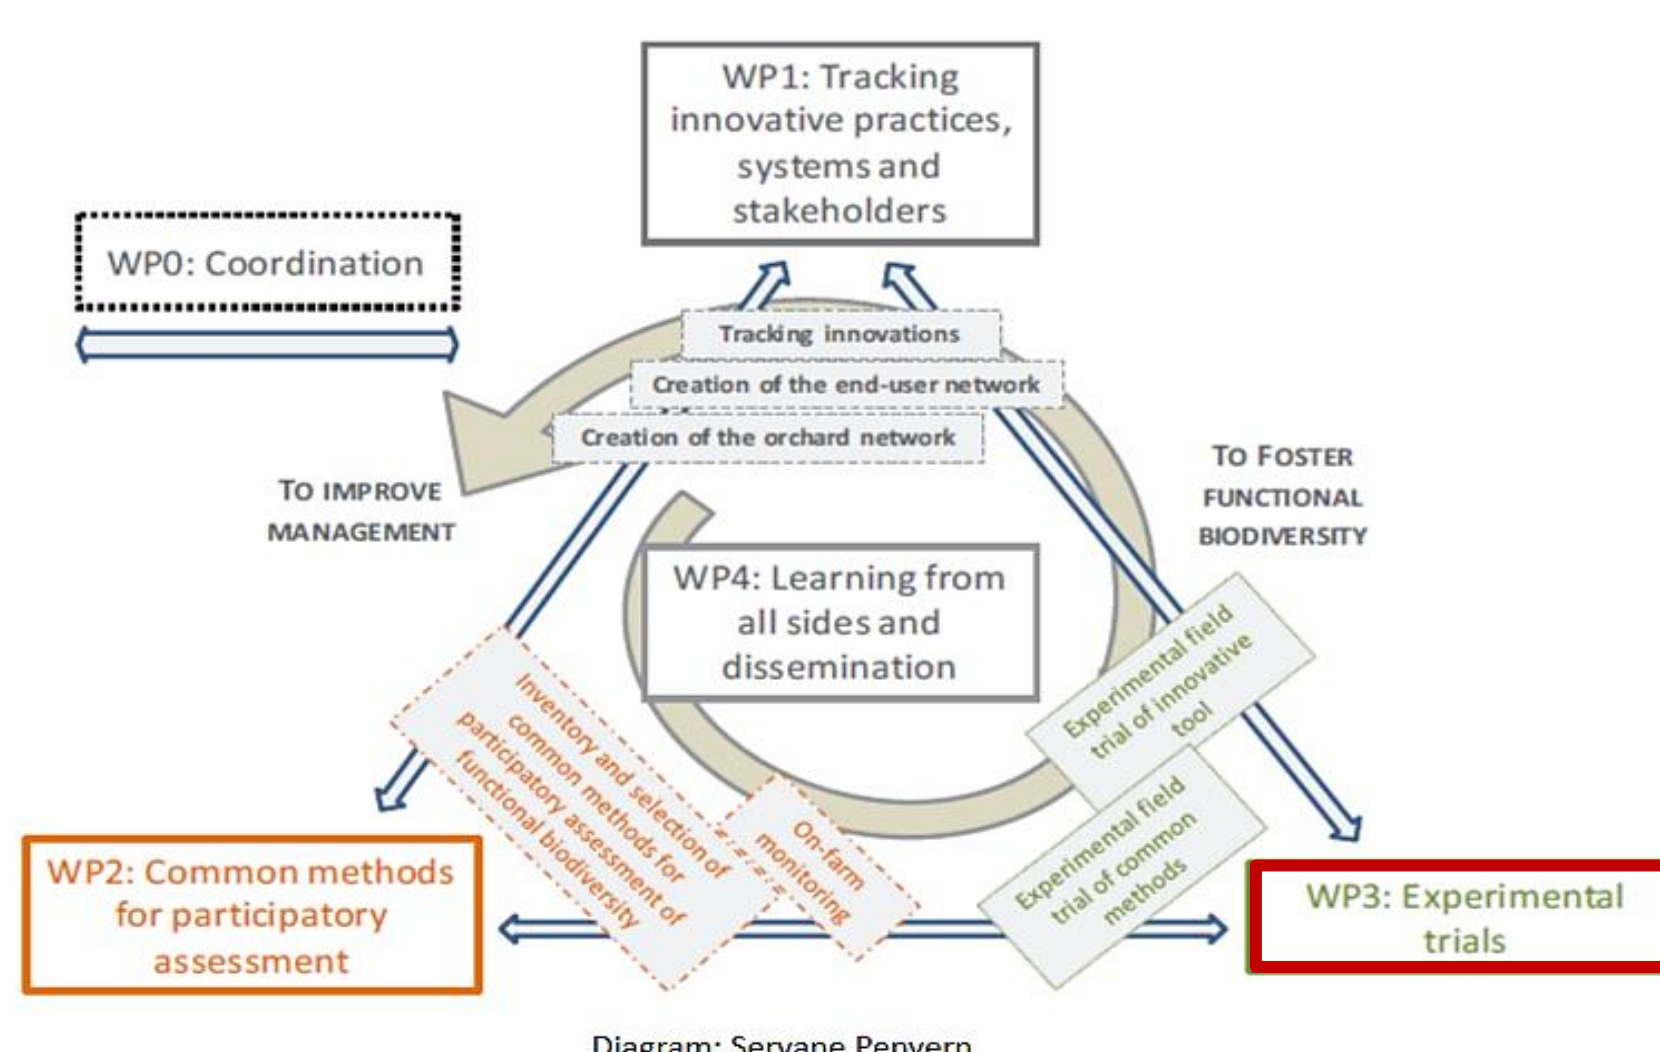 WP1: Tracking
innovative practices,
systems and
stakeholders
WP0: Coordination
Tracking innovations
Creation of the end-user network
Creation of the orchard network
TO IMPROVE
MANAGEMENT
TO FOSTER
FUNCTIONAL
BIODIVERSITY
WP4: Learning from
all sides and
dissemination
Experimental field
trial of innovative
tool
Inventory and selection of
common methods for
participatory assessment of
functional biodiversity
On-farm
monitoring
Experimental field
trial of common
methods
WP2: Common methods
for participatory
assessment
WP3: Experimental
trials
Diagram: Servane Penvern